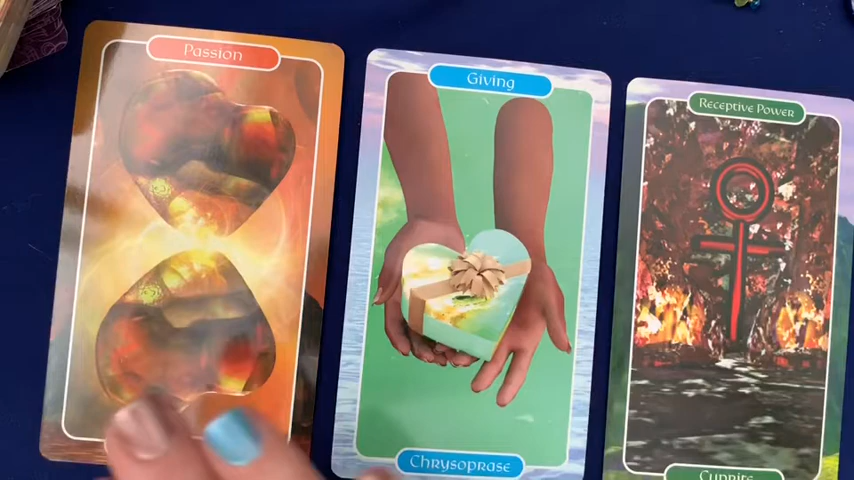 Passion
Giving
Receptive Power
Chrysoprase
Cuprite